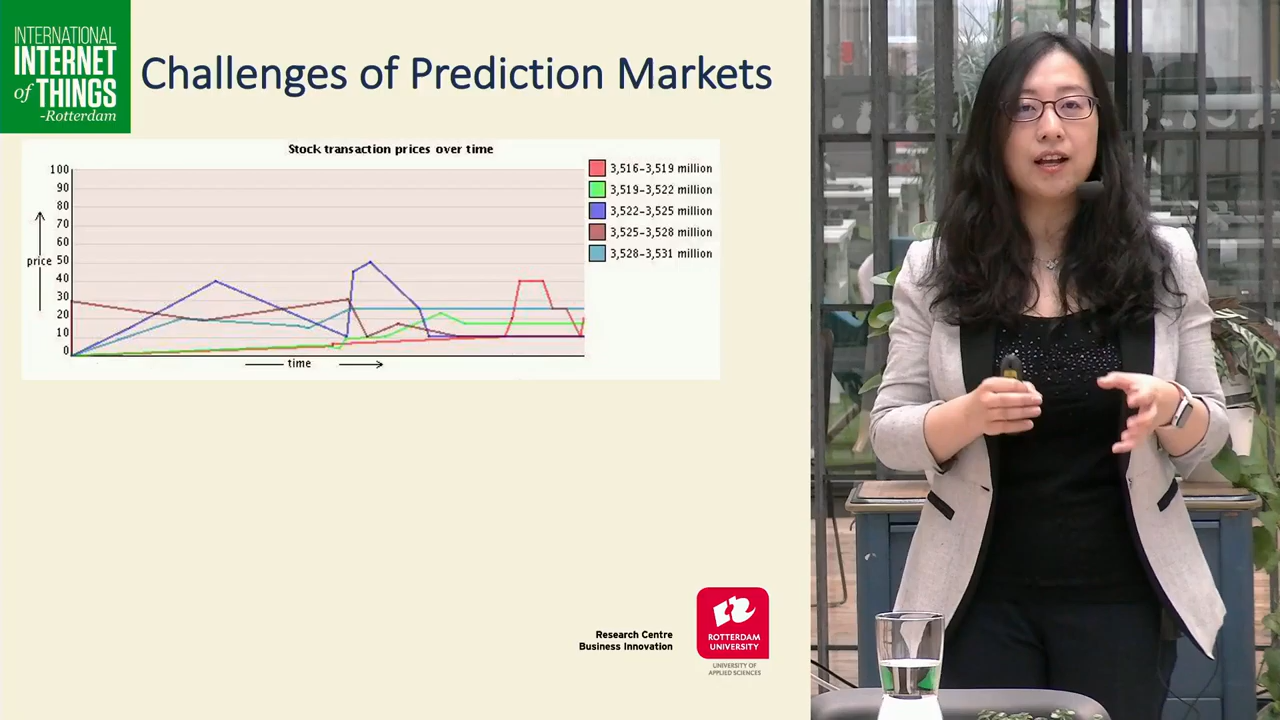 INTERNATIONAL
INTERNET
of THINGS
-Rotterdam
Challenges of Prediction Markets
Stock transaction prices over time
100
90
80
70
60
50
40
30
20
10
0
price
time
3,516-3,519 million
3,519-3,522 million
3,522-3,525 million
3,525-3,528 million
3,528-3,531 million
Research Centre
Business Innovation
ROTTERDAM
UNIVERSITY
UNIVERSITY OF
APPLIED SCIENCES